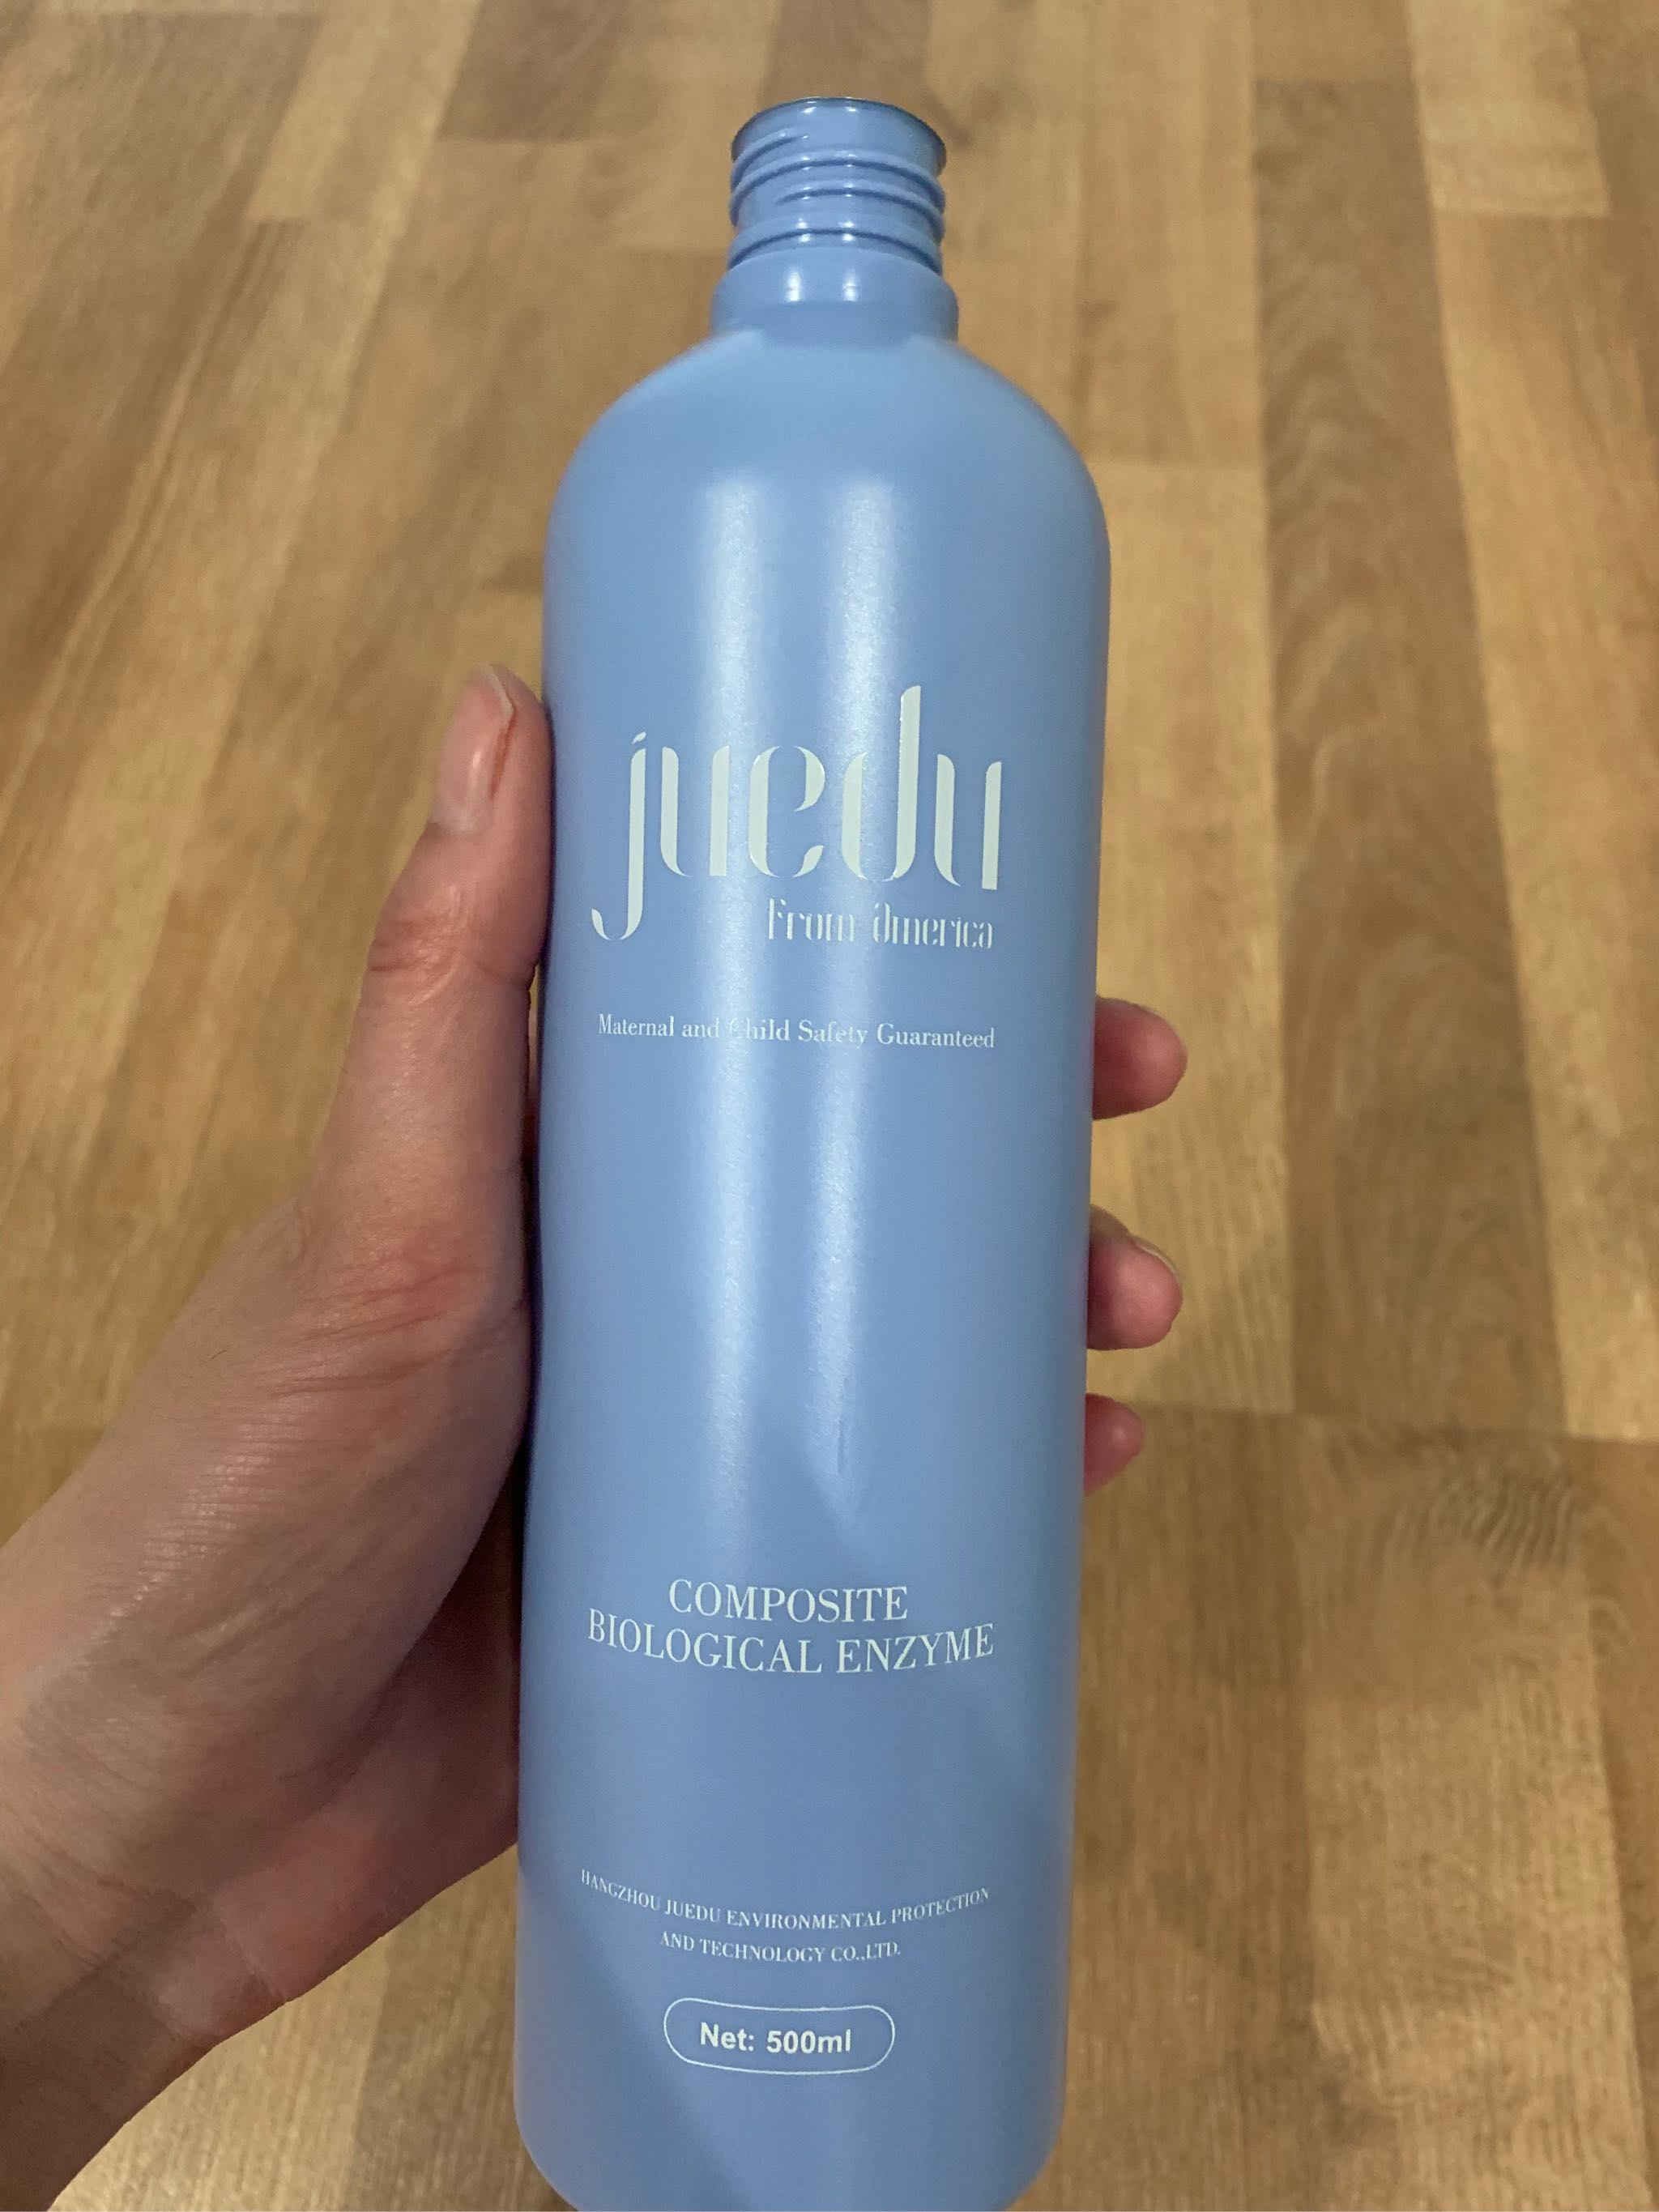 juedu
From America
Maternal and Child Safety Guaranteed
COMPOSITE
BIOLOGICAL ENZYME
HANGZHOU JUEDU ENVIRONMENTAL PROTECTION
AND TECHNOLOGY CO.,LTD.
Net: 500ml